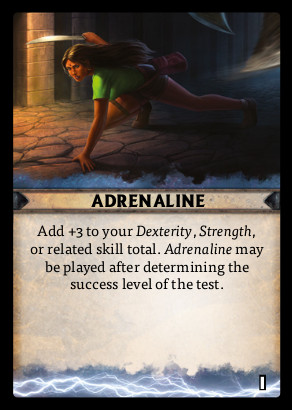 ADRENALINE
Add +3 to your Dexterity, Strength,
or related skill total. Adrenaline may
be played after determining the
success level of the test.